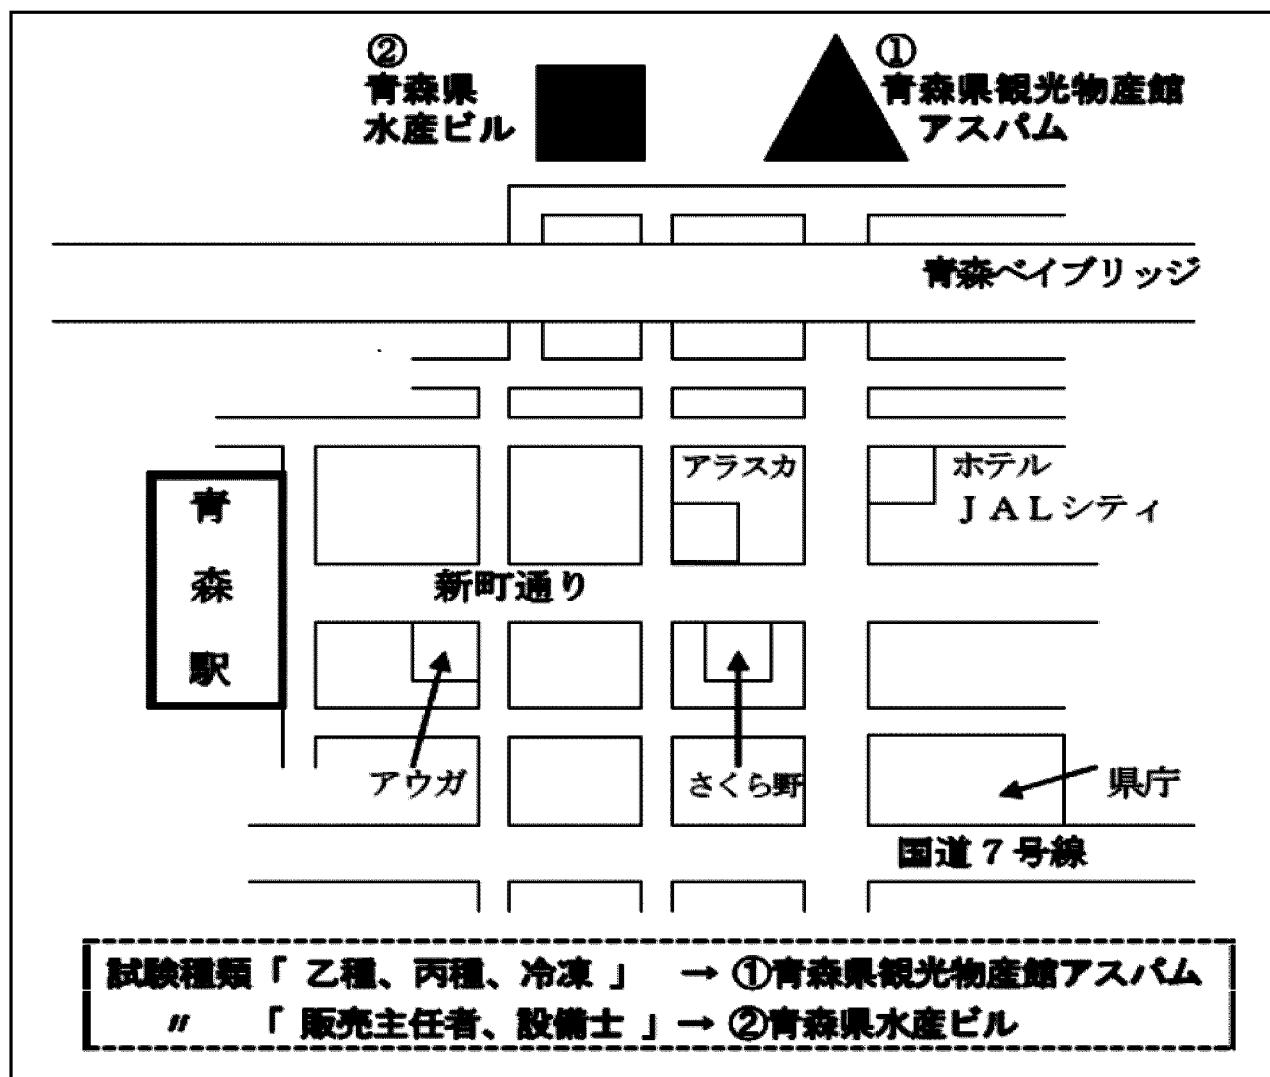 ②
青森県
水産ビル
①
青森県観光物産館
アスパム
青森ベイブリッジ
アラスカ
ホテル
ＪＡＬシティ
青
森
駅
新町通り
アウガ
さくら野
県庁
国道７号線
試験種類「 乙種、丙種、冷凍 」 → ①青森県観光物産館アスパム
〃 「 販売主任者、設備士 」→ ②青森県水産ビル